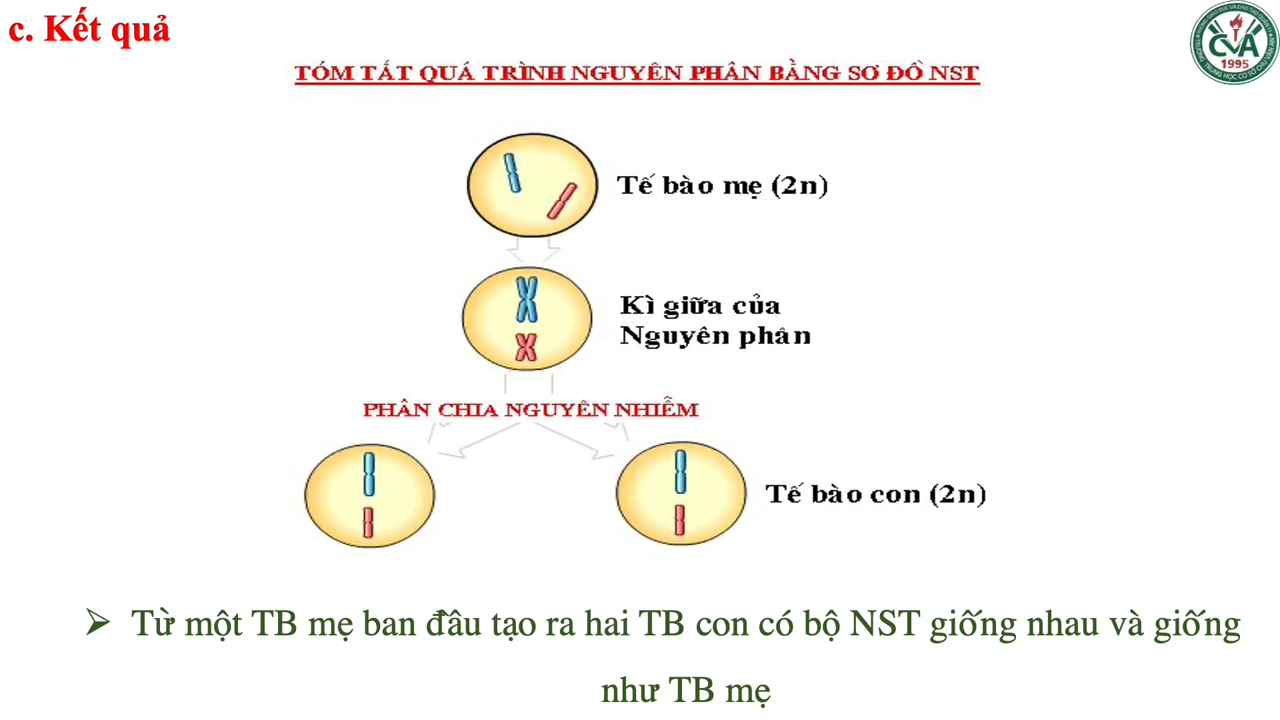 c. Kết quả
CVA
1995
TÓM TẮT QUÁ TRÌNH NGUYÊN PHÂN BẰNG SƠ ĐỒ NST
Tế bào mẹ (2n)
Kì giữa của
Nguyên phân
PHÂN CHIA NGUYÊN NHIỄM
Tế bào con (2n)
➢ Từ một TB mẹ ban đầu tạo ra hai TB con có bộ NST giống nhau và giống
như TB mẹ